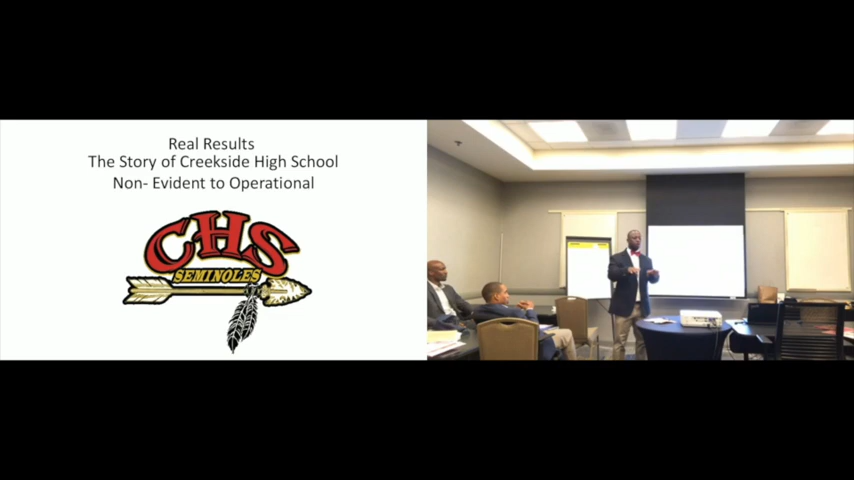 Real Results
The Story of Creekside High School
Non- Evident to Operational
CHS
SEMINOLES